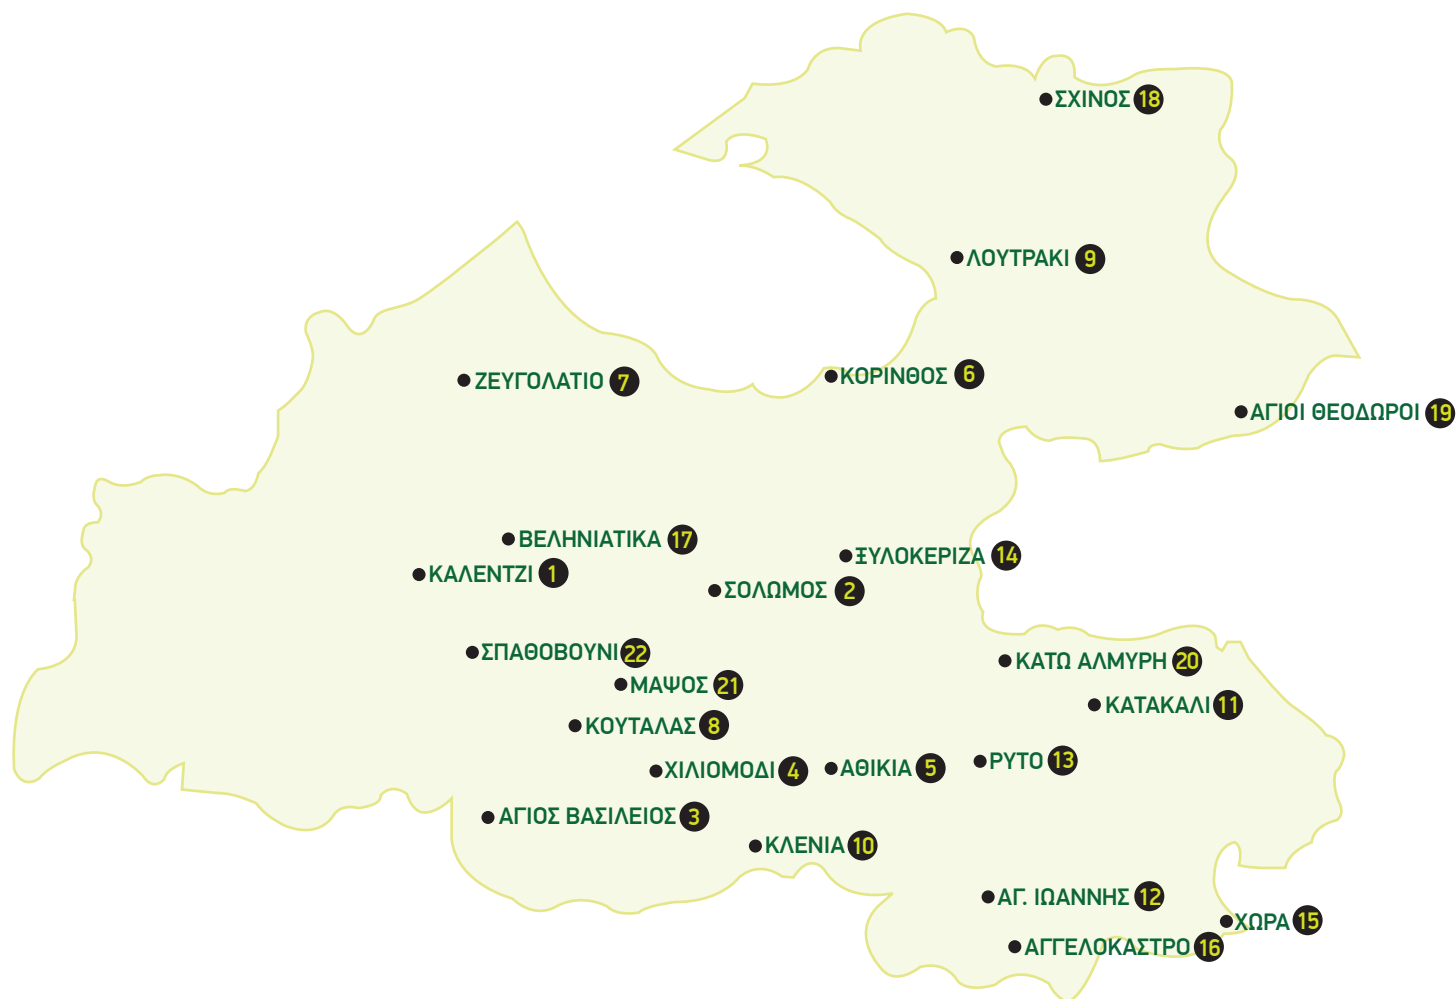 ΣΧΙΝΟΣ 18
ΛΟΥΤΡΑΚΙ 9
ΖΕΥΓΟΛΑΤΙΟ 7
ΚΟΡΙΝΘΟΣ 6
ΑΓΙΟΙ ΘΕΟΔΩΡΟΙ 19
ΒΕΛΗΝΙΑΤΙΚΑ 17
ΞΥΛΟΚΕΡΙΖΑ 14
ΚΑΛΕΝΤΖΙ 1
ΣΟΛΩΜΟΣ 2
ΣΠΑΘΟΒΟΥΝΙ 22
ΚΑΤΩ ΑΛΜΥΡΗ 20
ΜΑΨΟΣ 21
ΚΑΤΑΚΑΛΙ 11
ΚΟΥΤΑΛΑΣ 8
ΡΥΤΟ 13
ΧΙΛΙΟΜΟΔΙ 4
ΑΘΙΚΙΑ 5
ΑΓΙΟΣ ΒΑΣΙΛΕΙΟΣ 3
ΚΛΕΝΙΑ 10
ΑΓ. ΙΩΑΝΝΗΣ 12
ΧΩΡΑ 15
ΑΓΓΕΛΟΚΑΣΤΡΟ 16